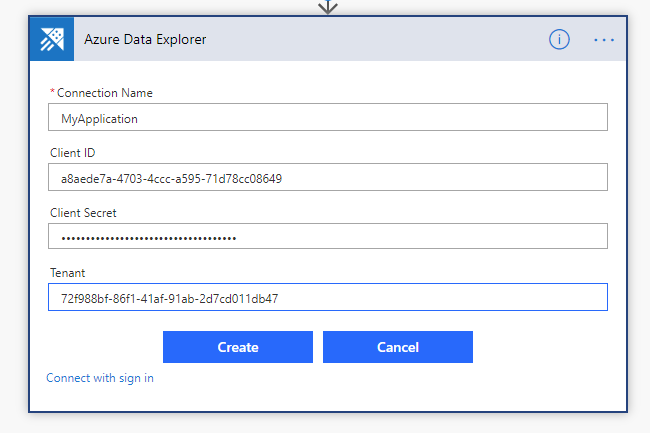 Azure Data Explorer
* Connection Name
MyApplication
Client ID
a8aede7a-4703-4ccc-a595-71d78cc08649
Client Secret
••••••••••••••••••••••••••••••••••••
Tenant
72f988bf-86f1-41af-91ab-2d7cd011db47
Create Cancel
Connect with sign in